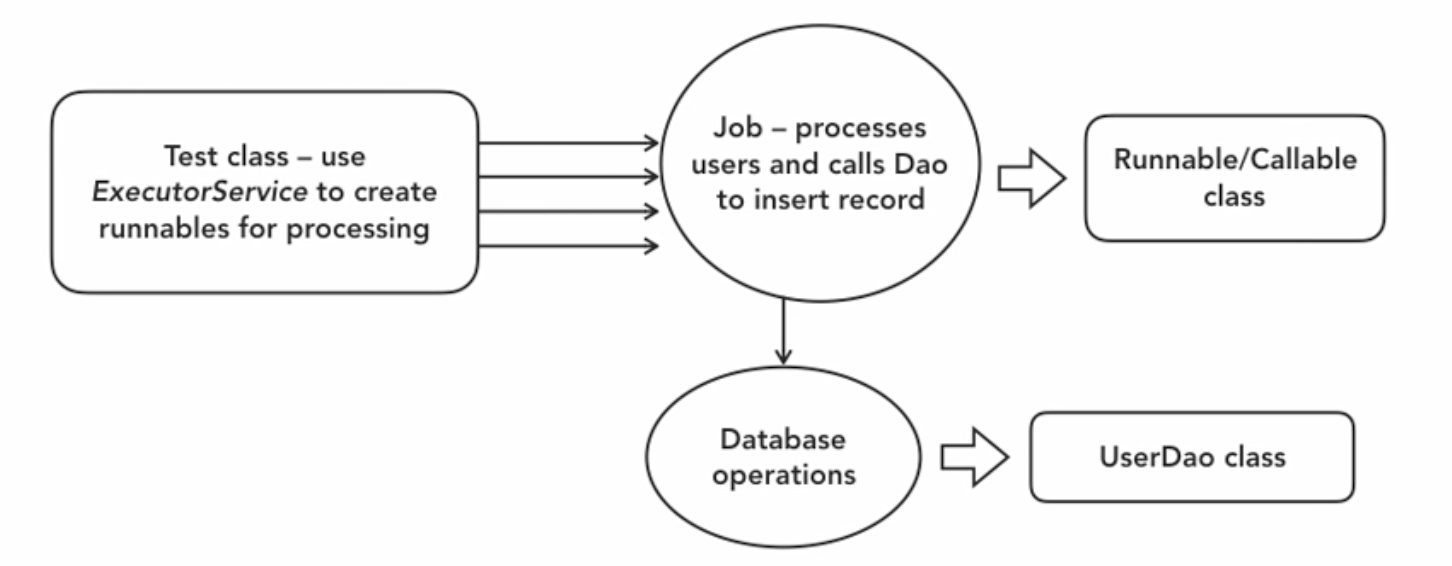 Test class – use
ExecutorService to create
runnables for processing
Job – processes
users and calls Dao
to insert record
Runnable/Callable
class
Database
operations
UserDao class